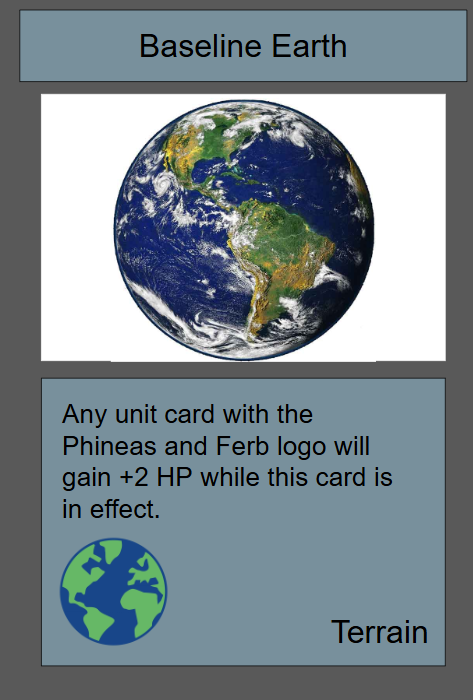 Baseline Earth
Any unit card with the
Phineas and Ferb logo will
gain +2 HP while this card is
in effect.
Terrain